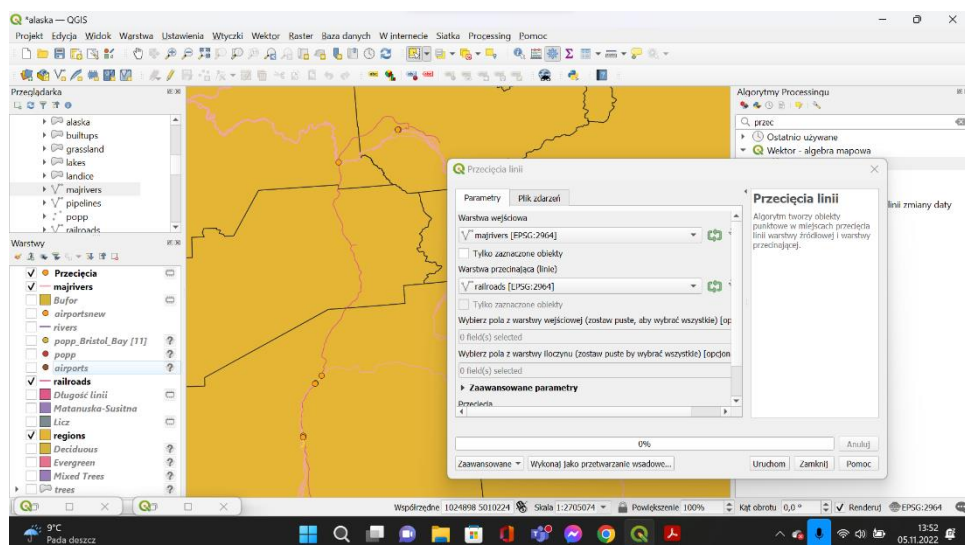 *alaska — QGIS
Projekt Edycja Widok Warstwa Ustawienia Wtyczki Wektor Raster Baza danych W internecie Siatka Processing Pomoc
Przeglądarka
alaska
builtups
grassland
lakes
landice
majrivers
pipelines
popp
railroads
Warstwy
Przecięcia
majrivers
Bufor
airportsnew
rivers
popp_Bristol_Bay [11]
popp
airports
railroads
Długość linii
Matanuska-Susitna
Licz
regions
Deciduous
Evergreen
Mixed Trees
trees
Przecięcia linii
Parametry Plik zdarzeń
Warstwa wejściowa
majrivers [EPSG:2964]
Tylko zaznaczone obiekty
Warstwa przecinająca (linie)
railroads [EPSG:2964]
Tylko zaznaczone obiekty
Wybierz pola z warstwy wejściowej (zostaw puste, aby wybrać wszystkie) [op
0 field(s) selected
Wybierz pola z warstwy iloczynu (zostaw puste by wybrać wszystkie) [opcjon
0 field(s) selected
Zaawansowane parametry
Przecięcia
Przecięcia linii
Algorytm tworzy obiekty
punktowe w miejscach przecięcia
linii warstwy źródłowej i warstwy
przecinającej.
0%
Anuluj
Zaawansowane Wykonaj jako przetwarzanie wsadowe...
Uruchom Zamknij Pomoc
Algorytmy Processingu
przec
Ostatnio używane
Wektor - algebra mapowa
linii zmiany daty
Współrzędne 1024898 5010224 Skala 1:2705074 Powiększenie 100% Kąt obrotu 0,0 ° Renderuj EPSG:2964
9°C
Pada deszcz
13:52
05.11.2022